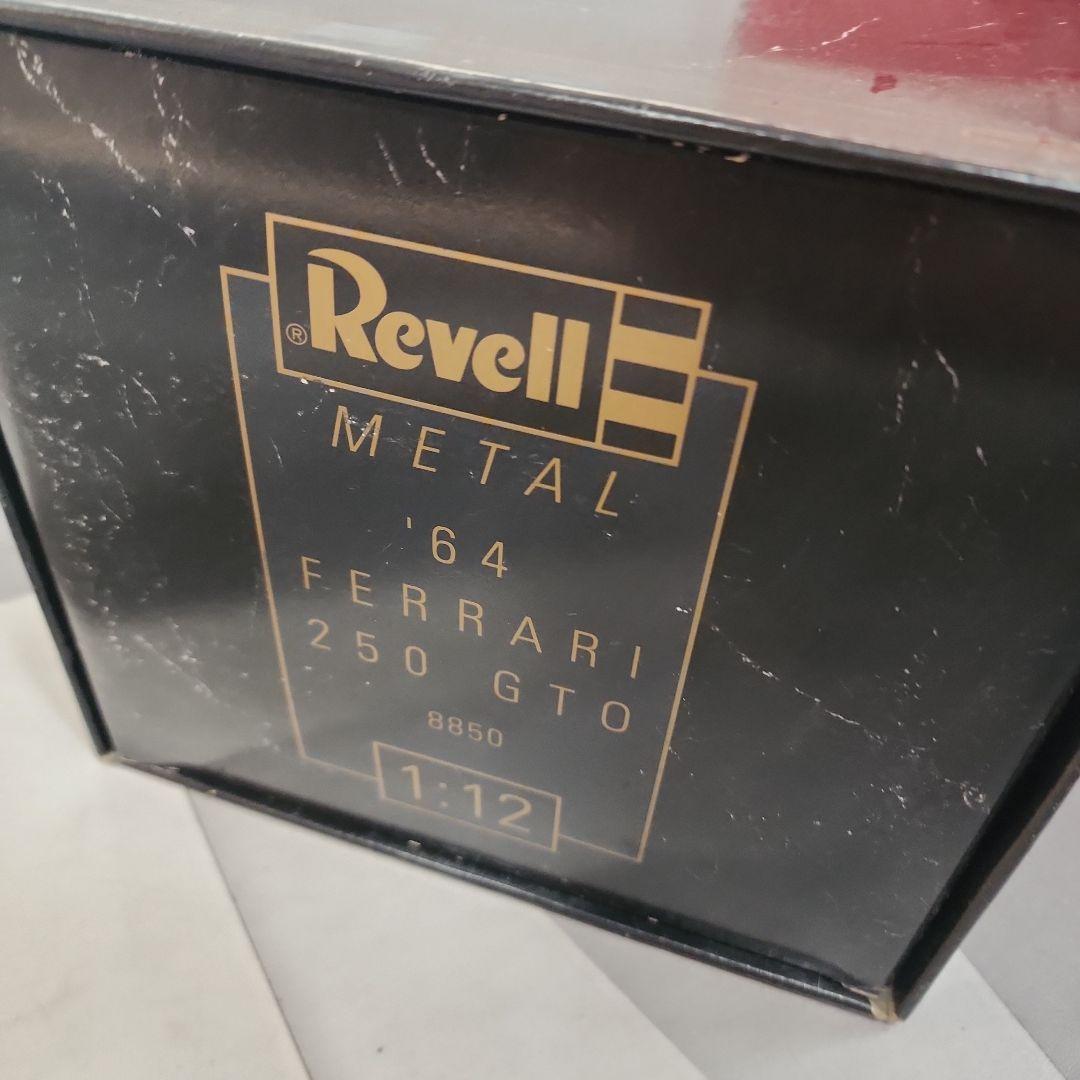 ® Revell
METAL
'64
FERRARI
250 GTO
8850
1:12